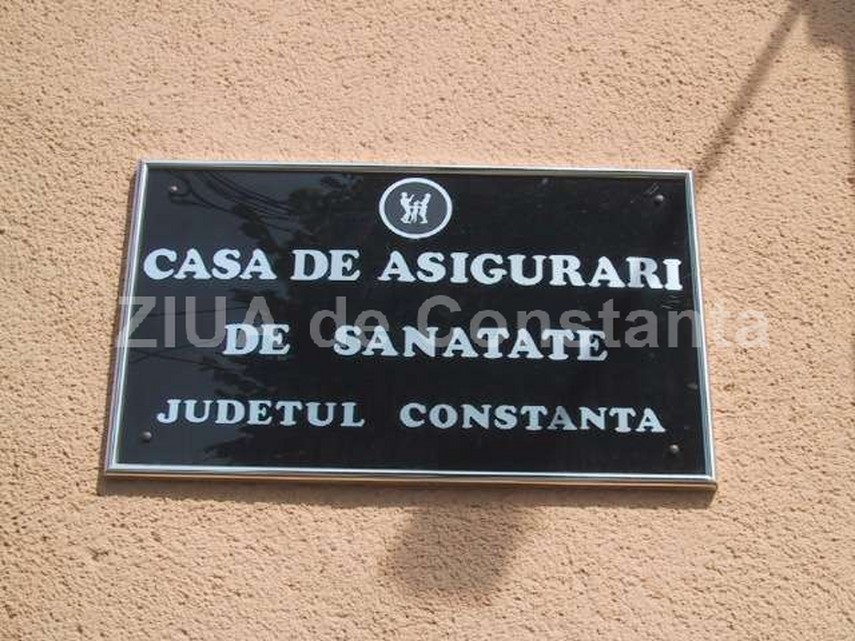 CASA DE ASIGURARI
ZIUA de Constanta
DE SANATATE
JUDETUL CONSTANTA